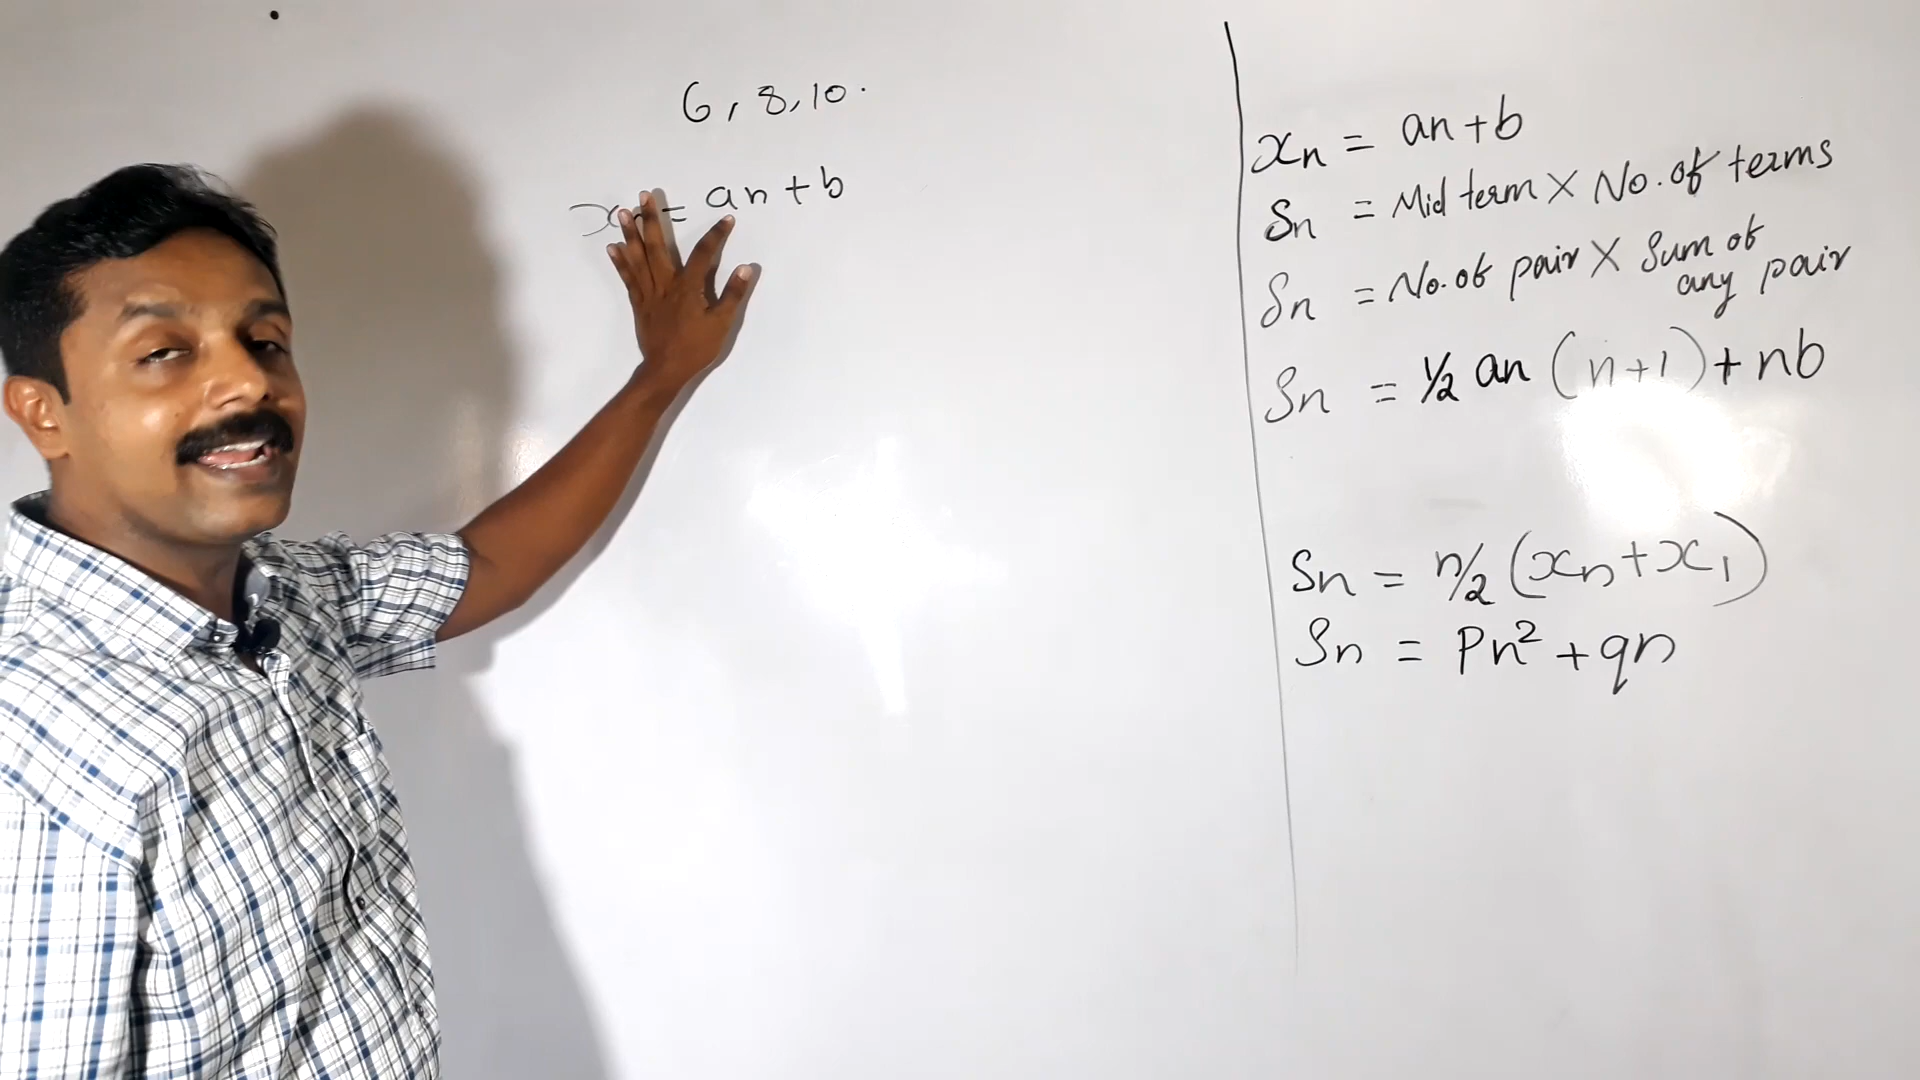 6, 8, 10.
xn = an + b
xn = an + b
Sn = Mid term × No. of terms
Sn = No. of pair × Sum of
any pair
Sn = ½ an (n+1) + nb
Sn = n/2 (xn + x1)
Sn = Pn² + qn